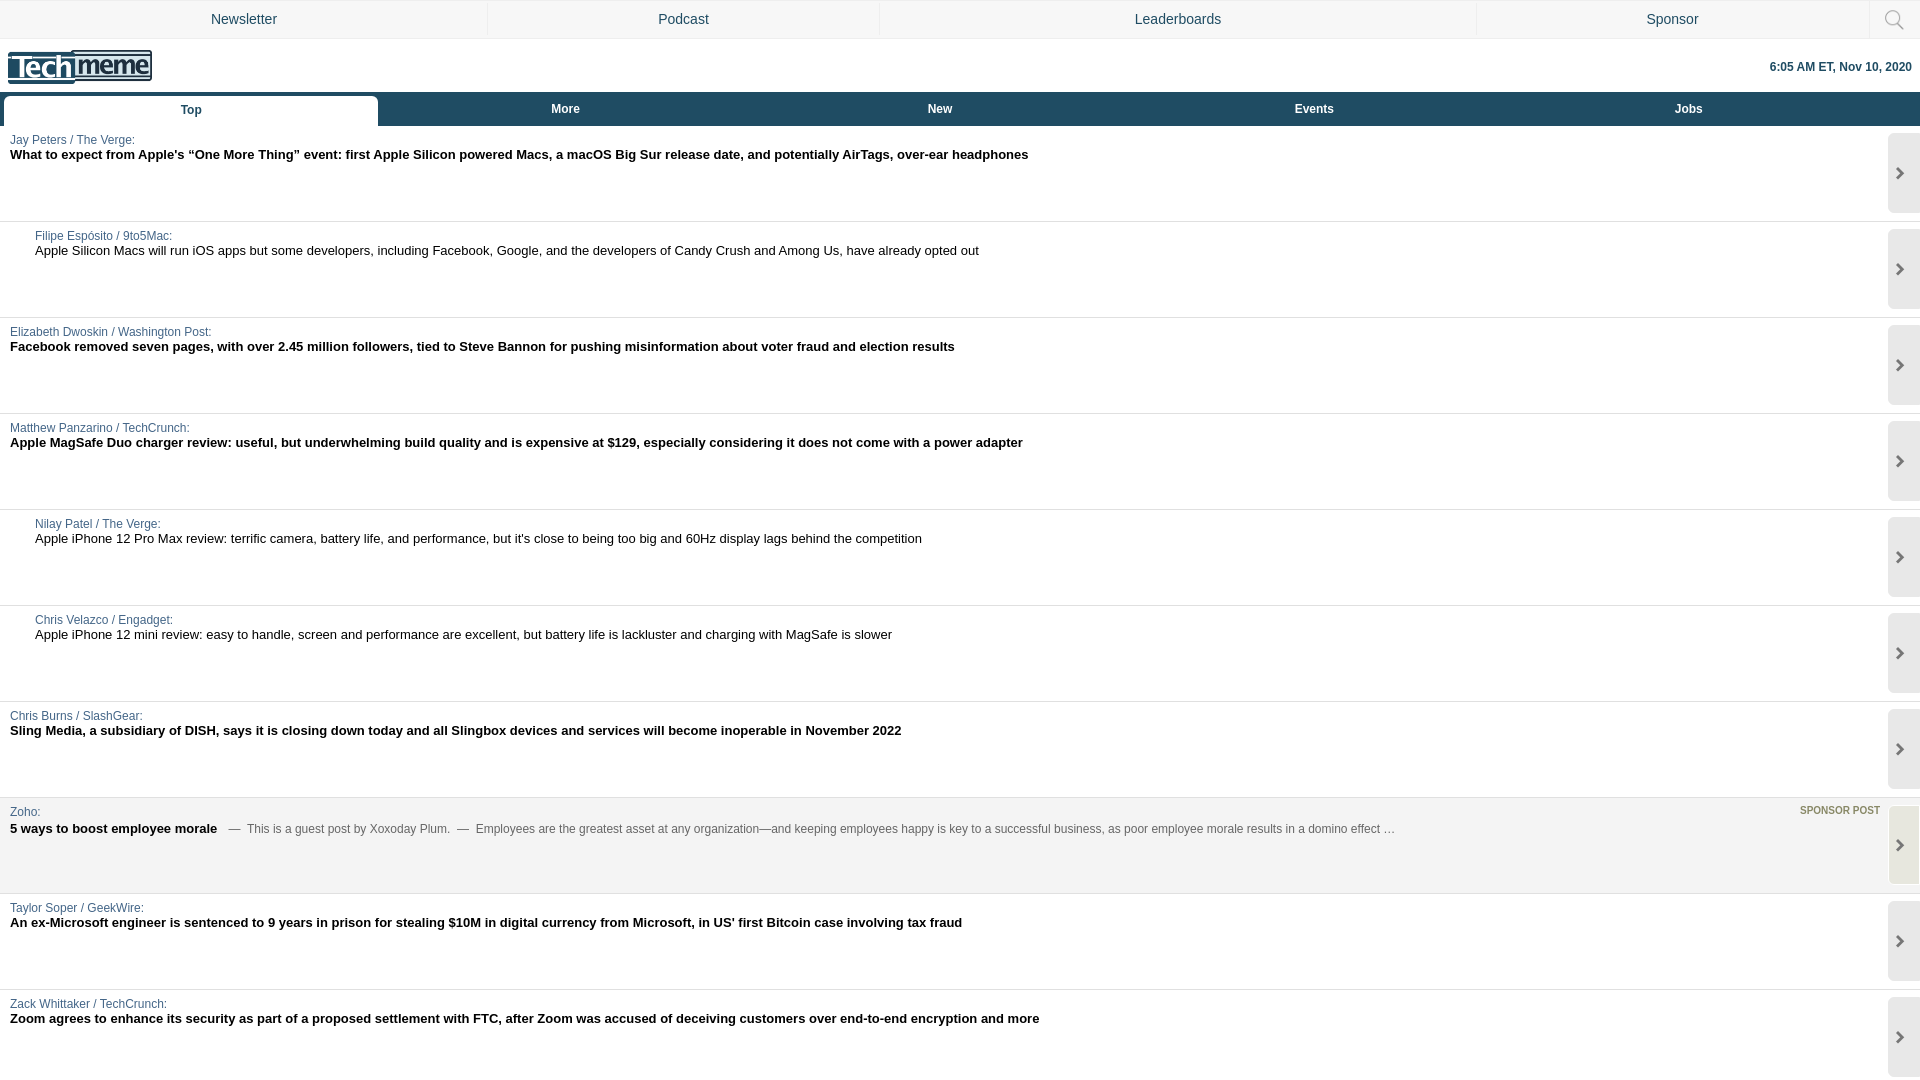 Newsletter
Podcast
Leaderboards
Sponsor
Techmeme
6:05 AM ET, Nov 10, 2020
Top
More
New
Events
Jobs
Jay Peters / The Verge:
What to expect from Apple's “One More Thing” event: first Apple Silicon powered Macs, a macOS Big Sur release date, and potentially AirTags, over-ear headphones
Filipe Espósito / 9to5Mac:
Apple Silicon Macs will run iOS apps but some developers, including Facebook, Google, and the developers of Candy Crush and Among Us, have already opted out
Elizabeth Dwoskin / Washington Post:
Facebook removed seven pages, with over 2.45 million followers, tied to Steve Bannon for pushing misinformation about voter fraud and election results
Matthew Panzarino / TechCrunch:
Apple MagSafe Duo charger review: useful, but underwhelming build quality and is expensive at $129, especially considering it does not come with a power adapter
Nilay Patel / The Verge:
Apple iPhone 12 Pro Max review: terrific camera, battery life, and performance, but it's close to being too big and 60Hz display lags behind the competition
Chris Velazco / Engadget:
Apple iPhone 12 mini review: easy to handle, screen and performance are excellent, but battery life is lackluster and charging with MagSafe is slower
Chris Burns / SlashGear:
Sling Media, a subsidiary of DISH, says it is closing down today and all Slingbox devices and services will become inoperable in November 2022
Zoho:
SPONSOR POST
5 ways to boost employee morale — This is a guest post by Xoxoday Plum. — Employees are the greatest asset at any organization—and keeping employees happy is key to a successful business, as poor employee morale results in a domino effect …
Taylor Soper / GeekWire:
An ex-Microsoft engineer is sentenced to 9 years in prison for stealing $10M in digital currency from Microsoft, in US' first Bitcoin case involving tax fraud
Zack Whittaker / TechCrunch:
Zoom agrees to enhance its security as part of a proposed settlement with FTC, after Zoom was accused of deceiving customers over end-to-end encryption and more